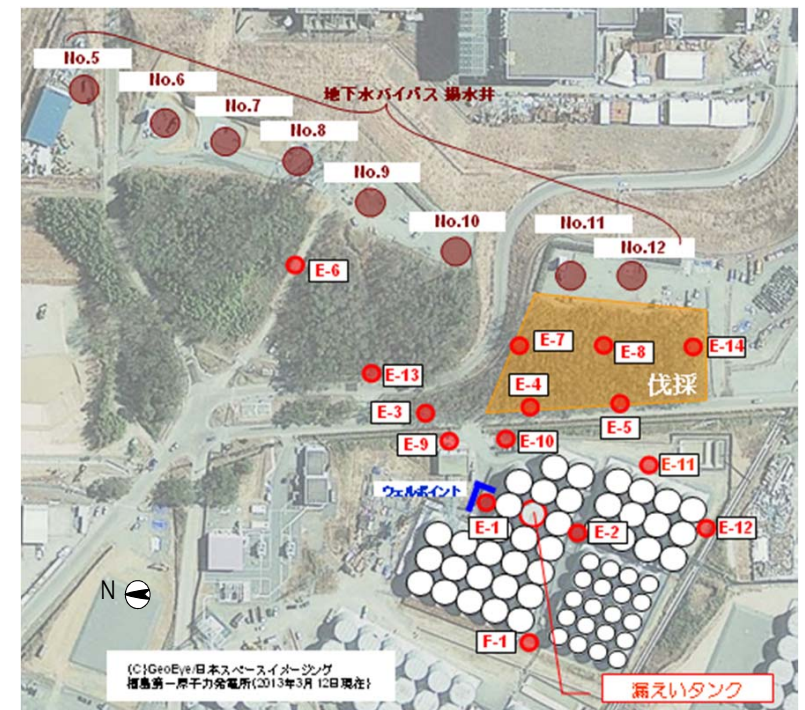 No.5
No.6
No.7
地下水バイパス 揚水井
No.8
No.9
No.10
No.11
No.12
E-6
E-7
E-8
E-14
E-13
伐採
E-4
E-3
E-5
E-9
E-10
E-11
ウェルポイント
E-1
E-2
E-12
N
F-1
(C)GeoEye/日本スペースイメージング
福島第一原子力発電所(2013年3月12日現在)
漏えいタンク